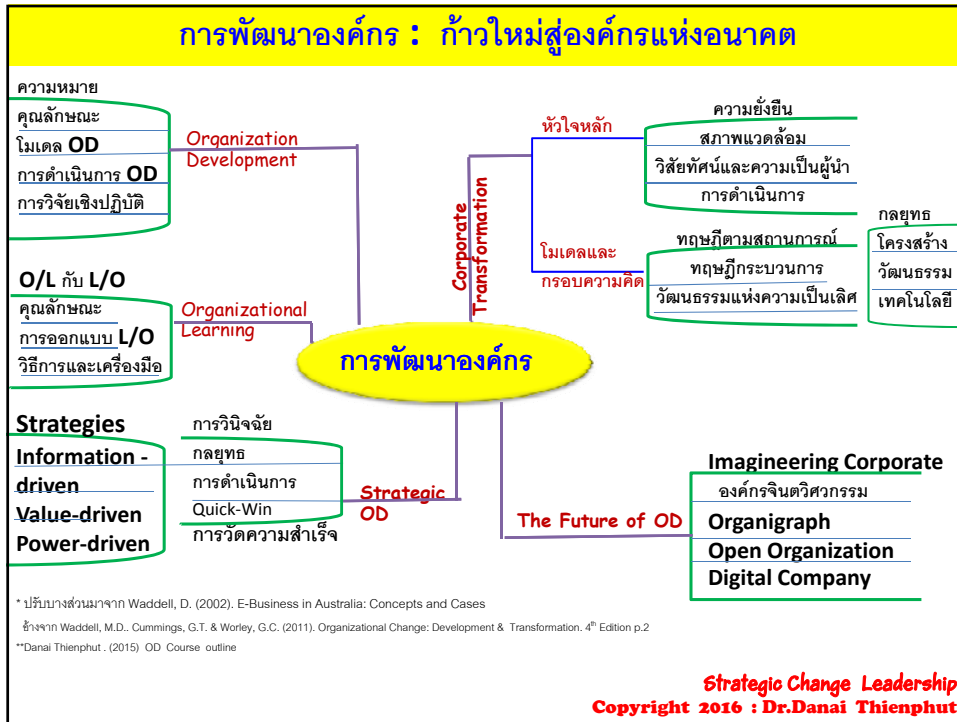 การพัฒนาองค์กร : ก้าวใหม่สู่องค์กรแห่งอนาคต
ความหมาย
คุณลักษณะ
โมเดล OD
การดำเนินการ OD
การวิจัยเชิงปฏิบัติ
Organization
Development
O/L กับ L/O
คุณลักษณะ
การออกแบบ L/O
วิธีการและเครื่องมือ
Organizational
Learning
Strategies
Information -
driven
Value-driven
Power-driven
การวินิจฉัย
กลยุทธ
การดำเนินการ
Quick-Win
การวัดความสำเร็จ
Strategic
OD
การพัฒนาองค์กร
Corporate
Transformation
หัวใจหลัก
ความยั่งยืน
สภาพแวดล้อม
วิสัยทัศน์และความเป็นผู้นำ
การดำเนินการ
โมเดลและ
กรอบความคิด
ทฤษฎีตามสถานการณ์
ทฤษฎีกระบวนการ
วัฒนธรรมแห่งความเป็นเลิศ
กลยุทธ
โครงสร้าง
วัฒนธรรม
เทคโนโลยี
The Future of OD
Imagineering Corporate
องค์กรจินตวิศวกรรม
Organigraph
Open Organization
Digital Company
* ปรับบางส่วนมาจาก Waddell, D. (2002). E-Business in Australia: Concepts and Cases
ช้างจาก Waddell, M.D.. Cummings, G.T. & Worley, G.C. (2011). Organizational Change: Development & Transformation. 4th Edition p.2
**Danai Thienphut . (2015) OD Course outline
Strategic Change Leadership
Copyright 2016 : Dr.Danai Thienphut